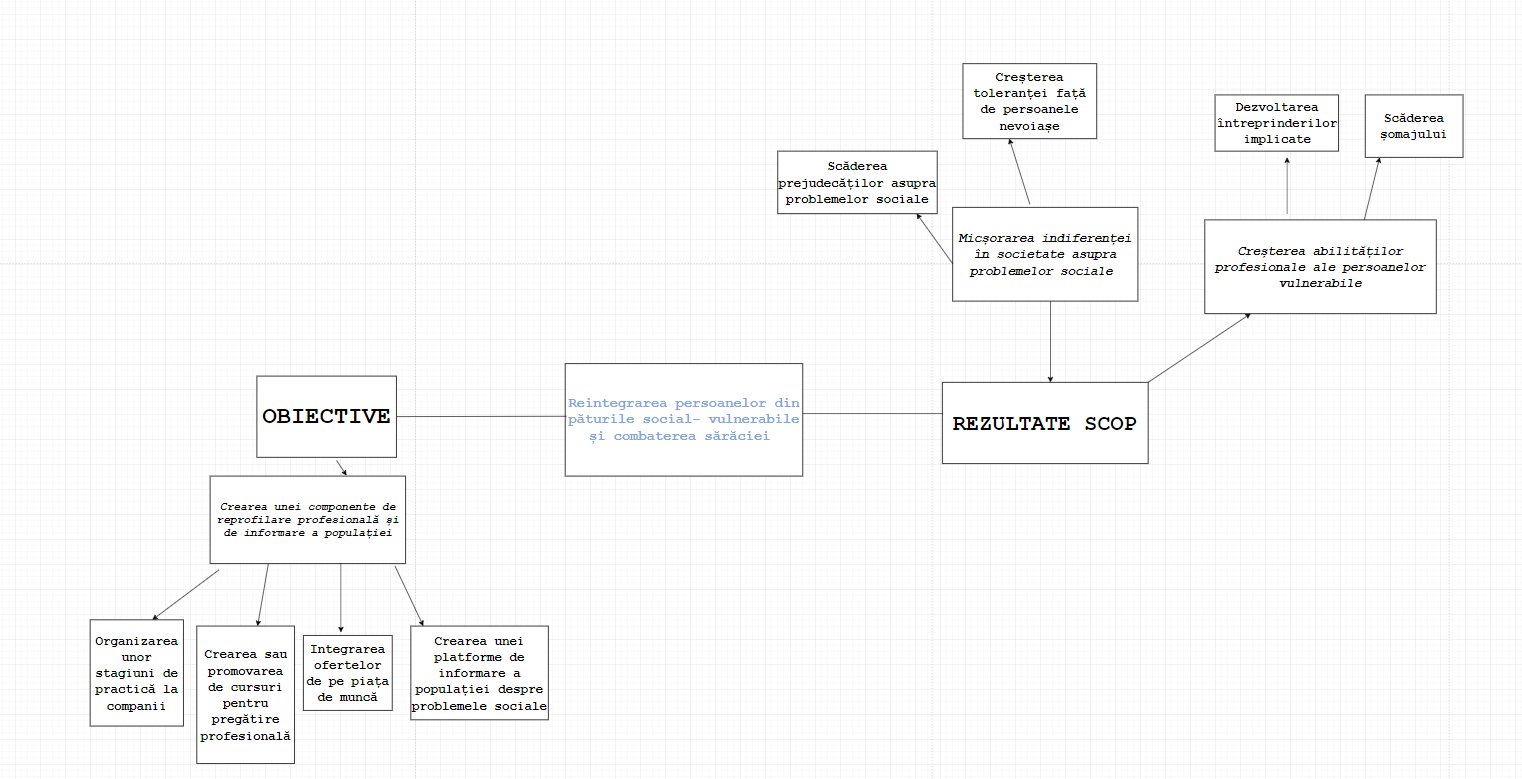 Creșterea
toleranței față
de persoanele
nevoiașe
Dezvoltarea
întreprinderilor
implicate
Scăderea
șomajului
Scăderea
prejudecăților asupra
problemelor sociale
Micșorarea indiferenței
în societate asupra
problemelor sociale
Creșterea abilităților
profesionale ale persoanelor
vulnerabile
OBIECTIVE
Reintegrarea persoanelor din
păturile social- vulnerabile
și combaterea sărăciei
REZULTATE SCOP
Crearea unei componente de
reprofilare profesională și
de informare a populației
Organizarea
unor
stagiuni de
practică la
companii
Crearea sau
promovarea
de cursuri
pentru
pregătire
profesională
Integrarea
ofertelor
de pe piața
de muncă
Crearea unei
platforme de
informare a
populației despre
problemele sociale